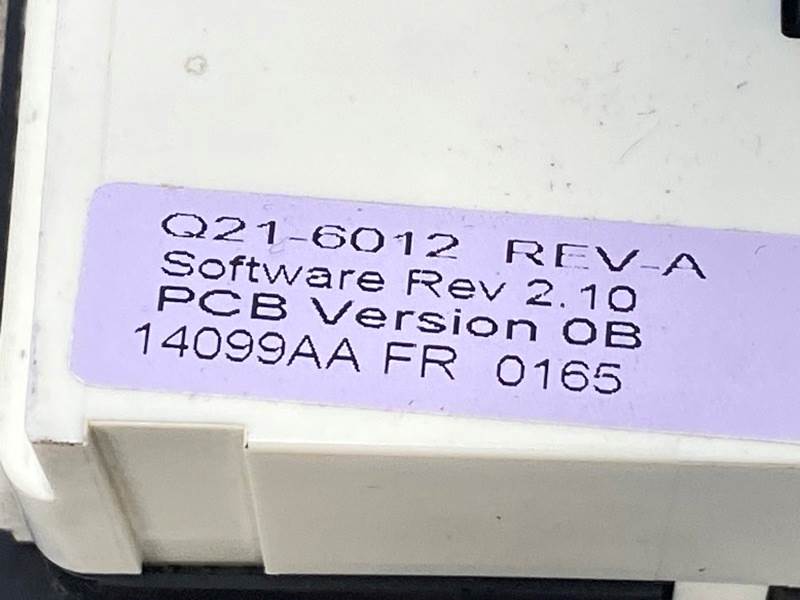 Q21-6012 REV-A
Software Rev 2.10
PCB Version 0B
14099AA FR 0165